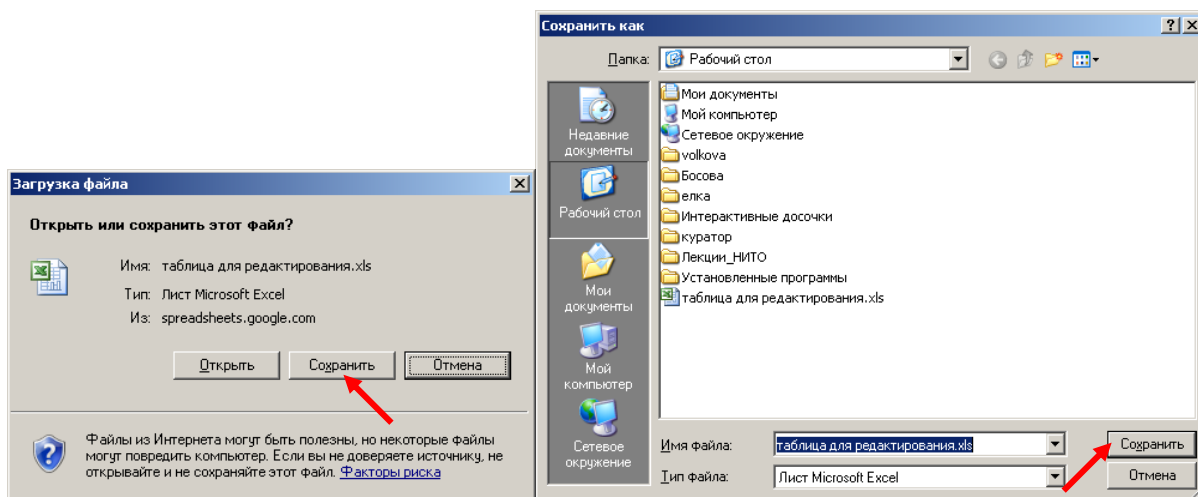 Загрузка файла
Открыть или сохранить этот файл?
Имя: таблица для редактирования.xls
Тип: Лист Microsoft Excel
Из: spreadsheets.google.com
Открыть Сохранить Отмена
Файлы из Интернета могут быть полезны, но некоторые файлы
могут повредить компьютер. Если вы не доверяете источнику, не
открывайте и не сохраняйте этот файл. Факторы риска
Сохранить как
Папка: Рабочий стол
Недавние
документы
Рабочий стол
Мои
документы
Мой
компьютер
Сетевое
окружение
Мои документы
Мой компьютер
Сетевое окружение
volkova
Босова
елка
Интерактивные досочки
куратор
Лекции_НИТО
Установленные программы
таблица для редактирования.xls
Имя файла: таблица для редактирования.xls Сохранить
Тип файла: Лист Microsoft Excel Отмена